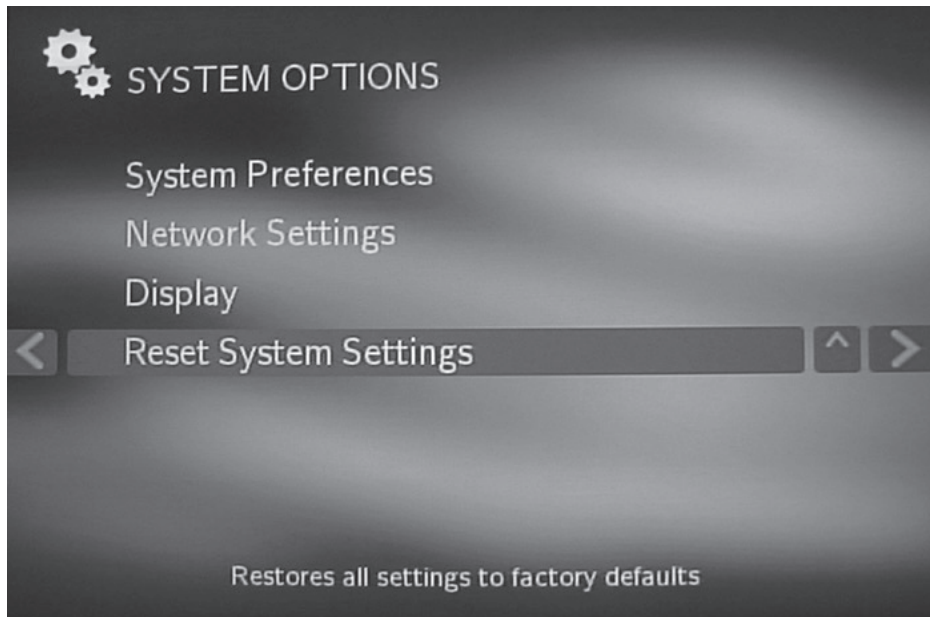 SYSTEM OPTIONS
System Preferences
Network Settings
Display
Reset System Settings
Restores all settings to factory defaults